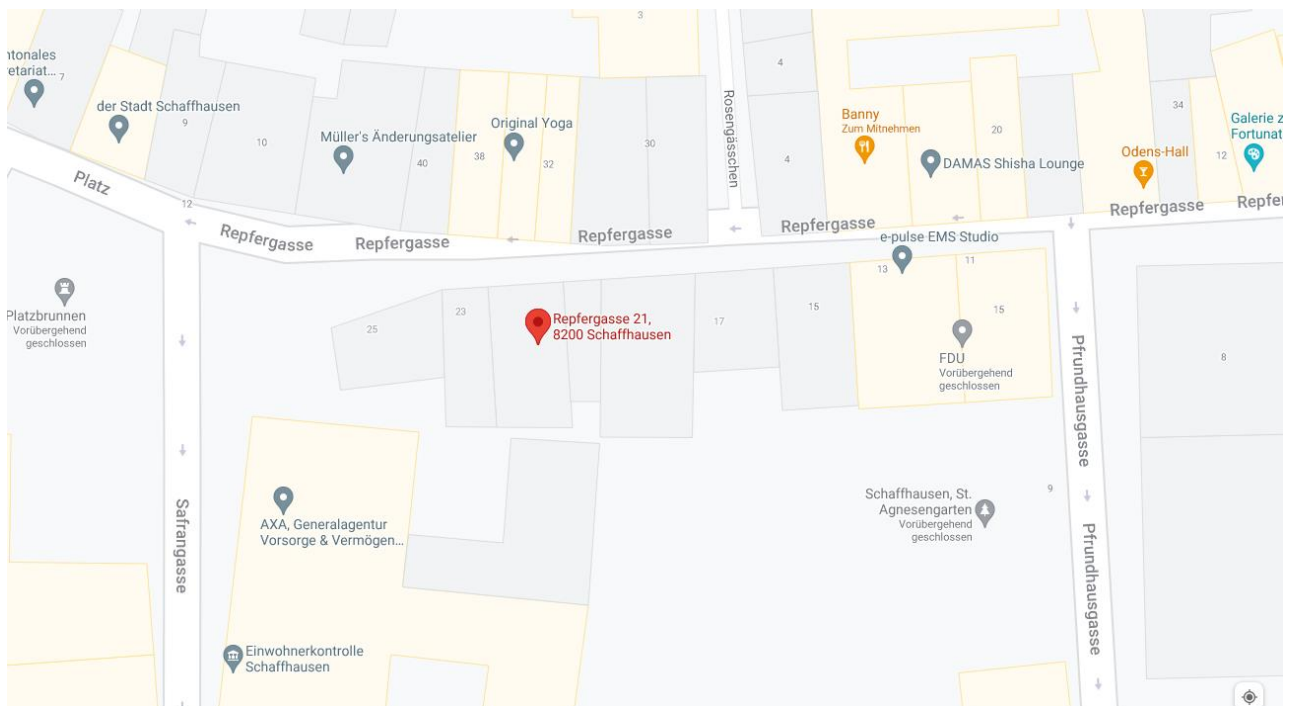 3
ntonales
retariat...
7
der Stadt Schaffhausen
9
10
Müller's Änderungsatelier
40
38
Original Yoga
32
30
Rosengässchen
4
4
Banny
Zum Mitnehmen
20
DAMAS Shisha Lounge
34
Odens-Hall
12
Galerie z
Fortunat
Platz
12
Repfergasse
Repfergasse
Repfergasse
Repfergasse
Repfergasse
Repfer
e-pulse EMS Studio
13
11
Platzbrunnen
Vorübergehend
geschlossen
25
23
Repfergasse 21,
8200 Schaffhausen
17
15
15
FDU
Vorübergehend
geschlossen
8
Pfrundhausgasse
Safrangasse
AXA, Generalagentur
Vorsorge & Vermögen...
Schaffhausen, St.
Agnesengarten
Vorübergehend
geschlossen
9
Pfrundhausgasse
Einwohnerkontrolle
Schaffhausen